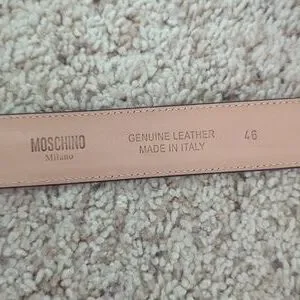 MOSCHINO
Milano
GENUINE LEATHER
MADE IN ITALY
46